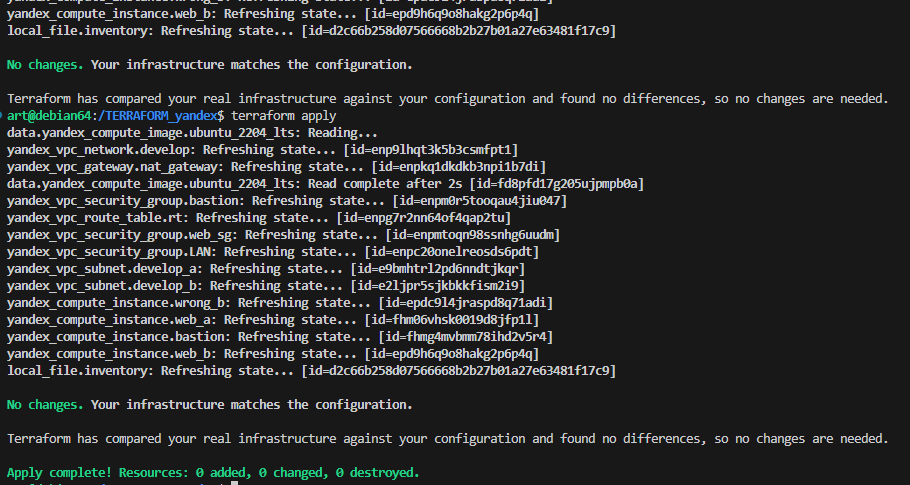 yandex_compute_instance.web_b: Refreshing state... [id=epd9h6q9o8hakg2p6p4q]
local_file.inventory: Refreshing state... [id=d2c66b258d07566668b2b27b01a27e63481f17c9]
No changes. Your infrastructure matches the configuration.
Terraform has compared your real infrastructure against your configuration and found no differences, so no changes are needed.
art@debian64:/TERRAFORM_yandex$ terraform apply
data.yandex_compute_image.ubuntu_2204_lts: Reading...
yandex_vpc_network.develop: Refreshing state... [id=enp9lhqt3k5b3csmfpt1]
yandex_vpc_gateway.nat_gateway: Refreshing state... [id=enpkq1dkdkb3npi1b7di]
data.yandex_compute_image.ubuntu_2204_lts: Read complete after 2s [id=fd8pfd17g205ujpmpb0a]
yandex_vpc_security_group.bastion: Refreshing state... [id=enpm0r5tooqau4jiu047]
yandex_vpc_route_table.rt: Refreshing state... [id=enpg7r2nn64of4qap2tu]
yandex_vpc_security_group.web_sg: Refreshing state... [id=enpmtoqn98ssnhg6uudm]
yandex_vpc_security_group.LAN: Refreshing state... [id=enpc20onelreosds6pdt]
yandex_vpc_subnet.develop_a: Refreshing state... [id=e9bmhtrl2pd6nndtjkqr]
yandex_vpc_subnet.develop_b: Refreshing state... [id=e2ljpr5sjkbkkfism2i9]
yandex_compute_instance.wrong_b: Refreshing state... [id=epdc9l4jraspd8q71adi]
yandex_compute_instance.web_a: Refreshing state... [id=fhm06vhsk0019d8jfp1l]
yandex_compute_instance.bastion: Refreshing state... [id=fhmg4mvbmm78ihd2v5r4]
yandex_compute_instance.web_b: Refreshing state... [id=epd9h6q9o8hakg2p6p4q]
local_file.inventory: Refreshing state... [id=d2c66b258d07566668b2b27b01a27e63481f17c9]
No changes. Your infrastructure matches the configuration.
Terraform has compared your real infrastructure against your configuration and found no differences, so no changes are needed.
Apply complete! Resources: 0 added, 0 changed, 0 destroyed.